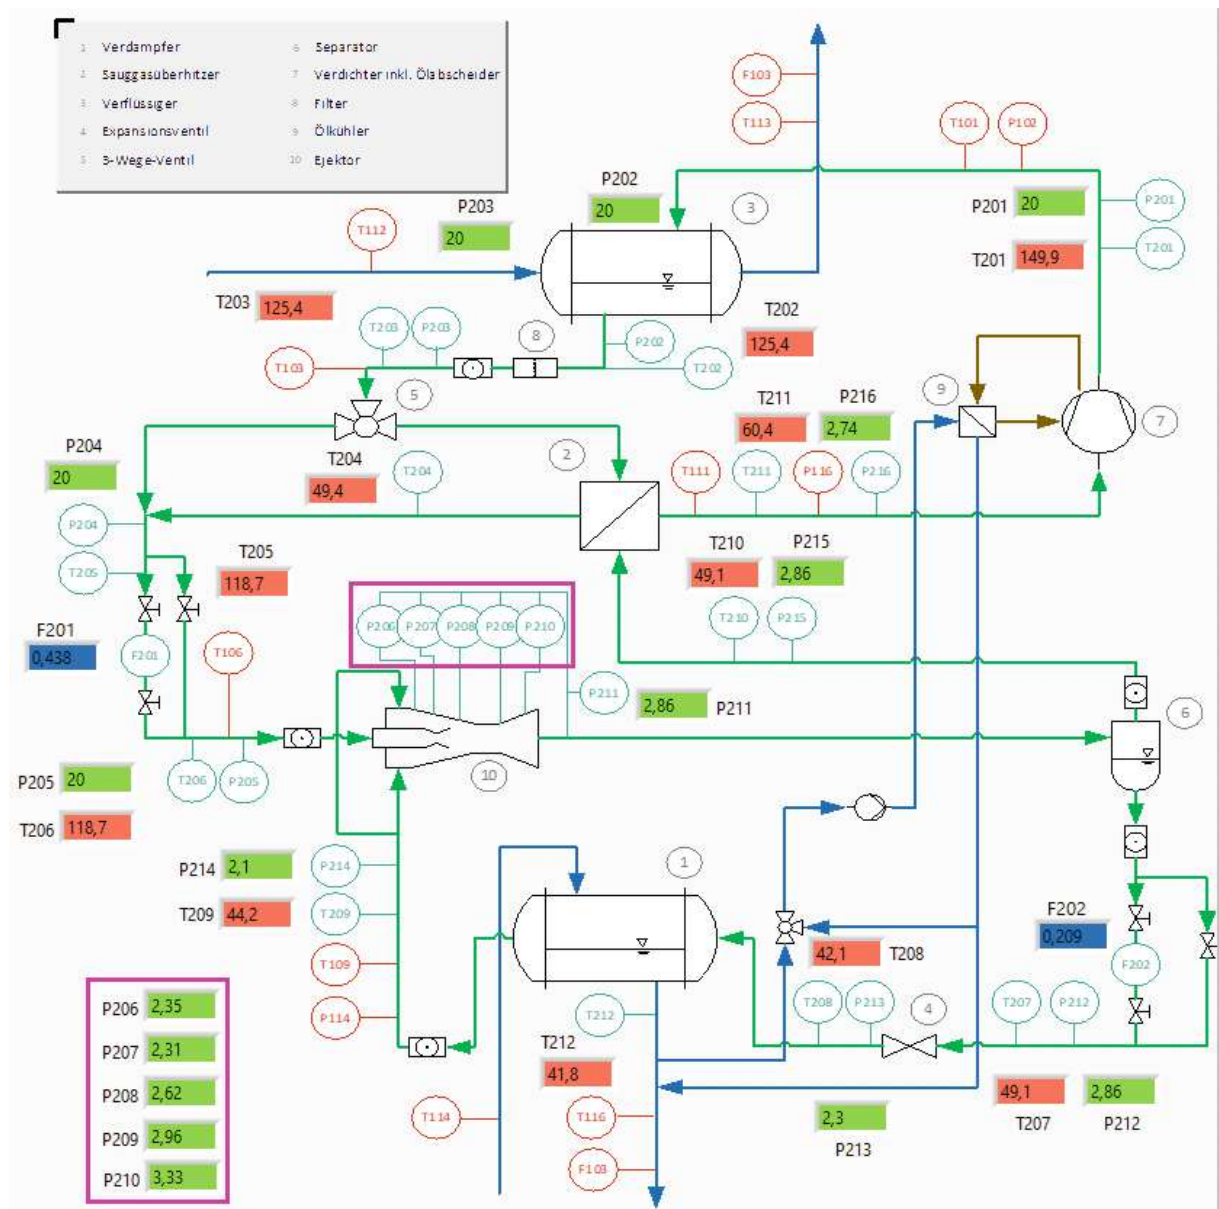 1 Verdampfer
2 Sauggasüberhitzer
3 Verflüssiger
4 Expansionsventil
5 3-Wege-Ventil
6 Separator
7 Verdichter inkl. Ölabscheider
8 Filter
9 Ölkühler
10 Ejektor
F103
T113
T101
P102
P202
20
3
P203
20
T112
P201
20
P201
T201
149,9
T201
T203
125,4
T202
125,4
T203
P203
8
P202
T202
T103
5
9
7
T211
60,4
P216
2,74
P204
20
T204
49,4
T204
2
T111
T211
P116
P216
P204
T205
T205
118,7
T210
49,1
P215
2,86
F201
0,438
F201
T106
P206
P207
P208
P209
P210
T210
P215
P211
2,86
P211
6
10
P205
20
T206
118,7
T206
P205
P214
2,1
T209
44,2
P214
T209
T109
P114
1
F202
0,209
F202
42,1
T208
T212
T208
P213
4
T207
P212
T212
41,8
P206
2,35
P207
2,31
P208
2,62
P209
2,96
P210
3,33
T114
T116
F103
2,3
P213
49,1
T207
2,86
P212